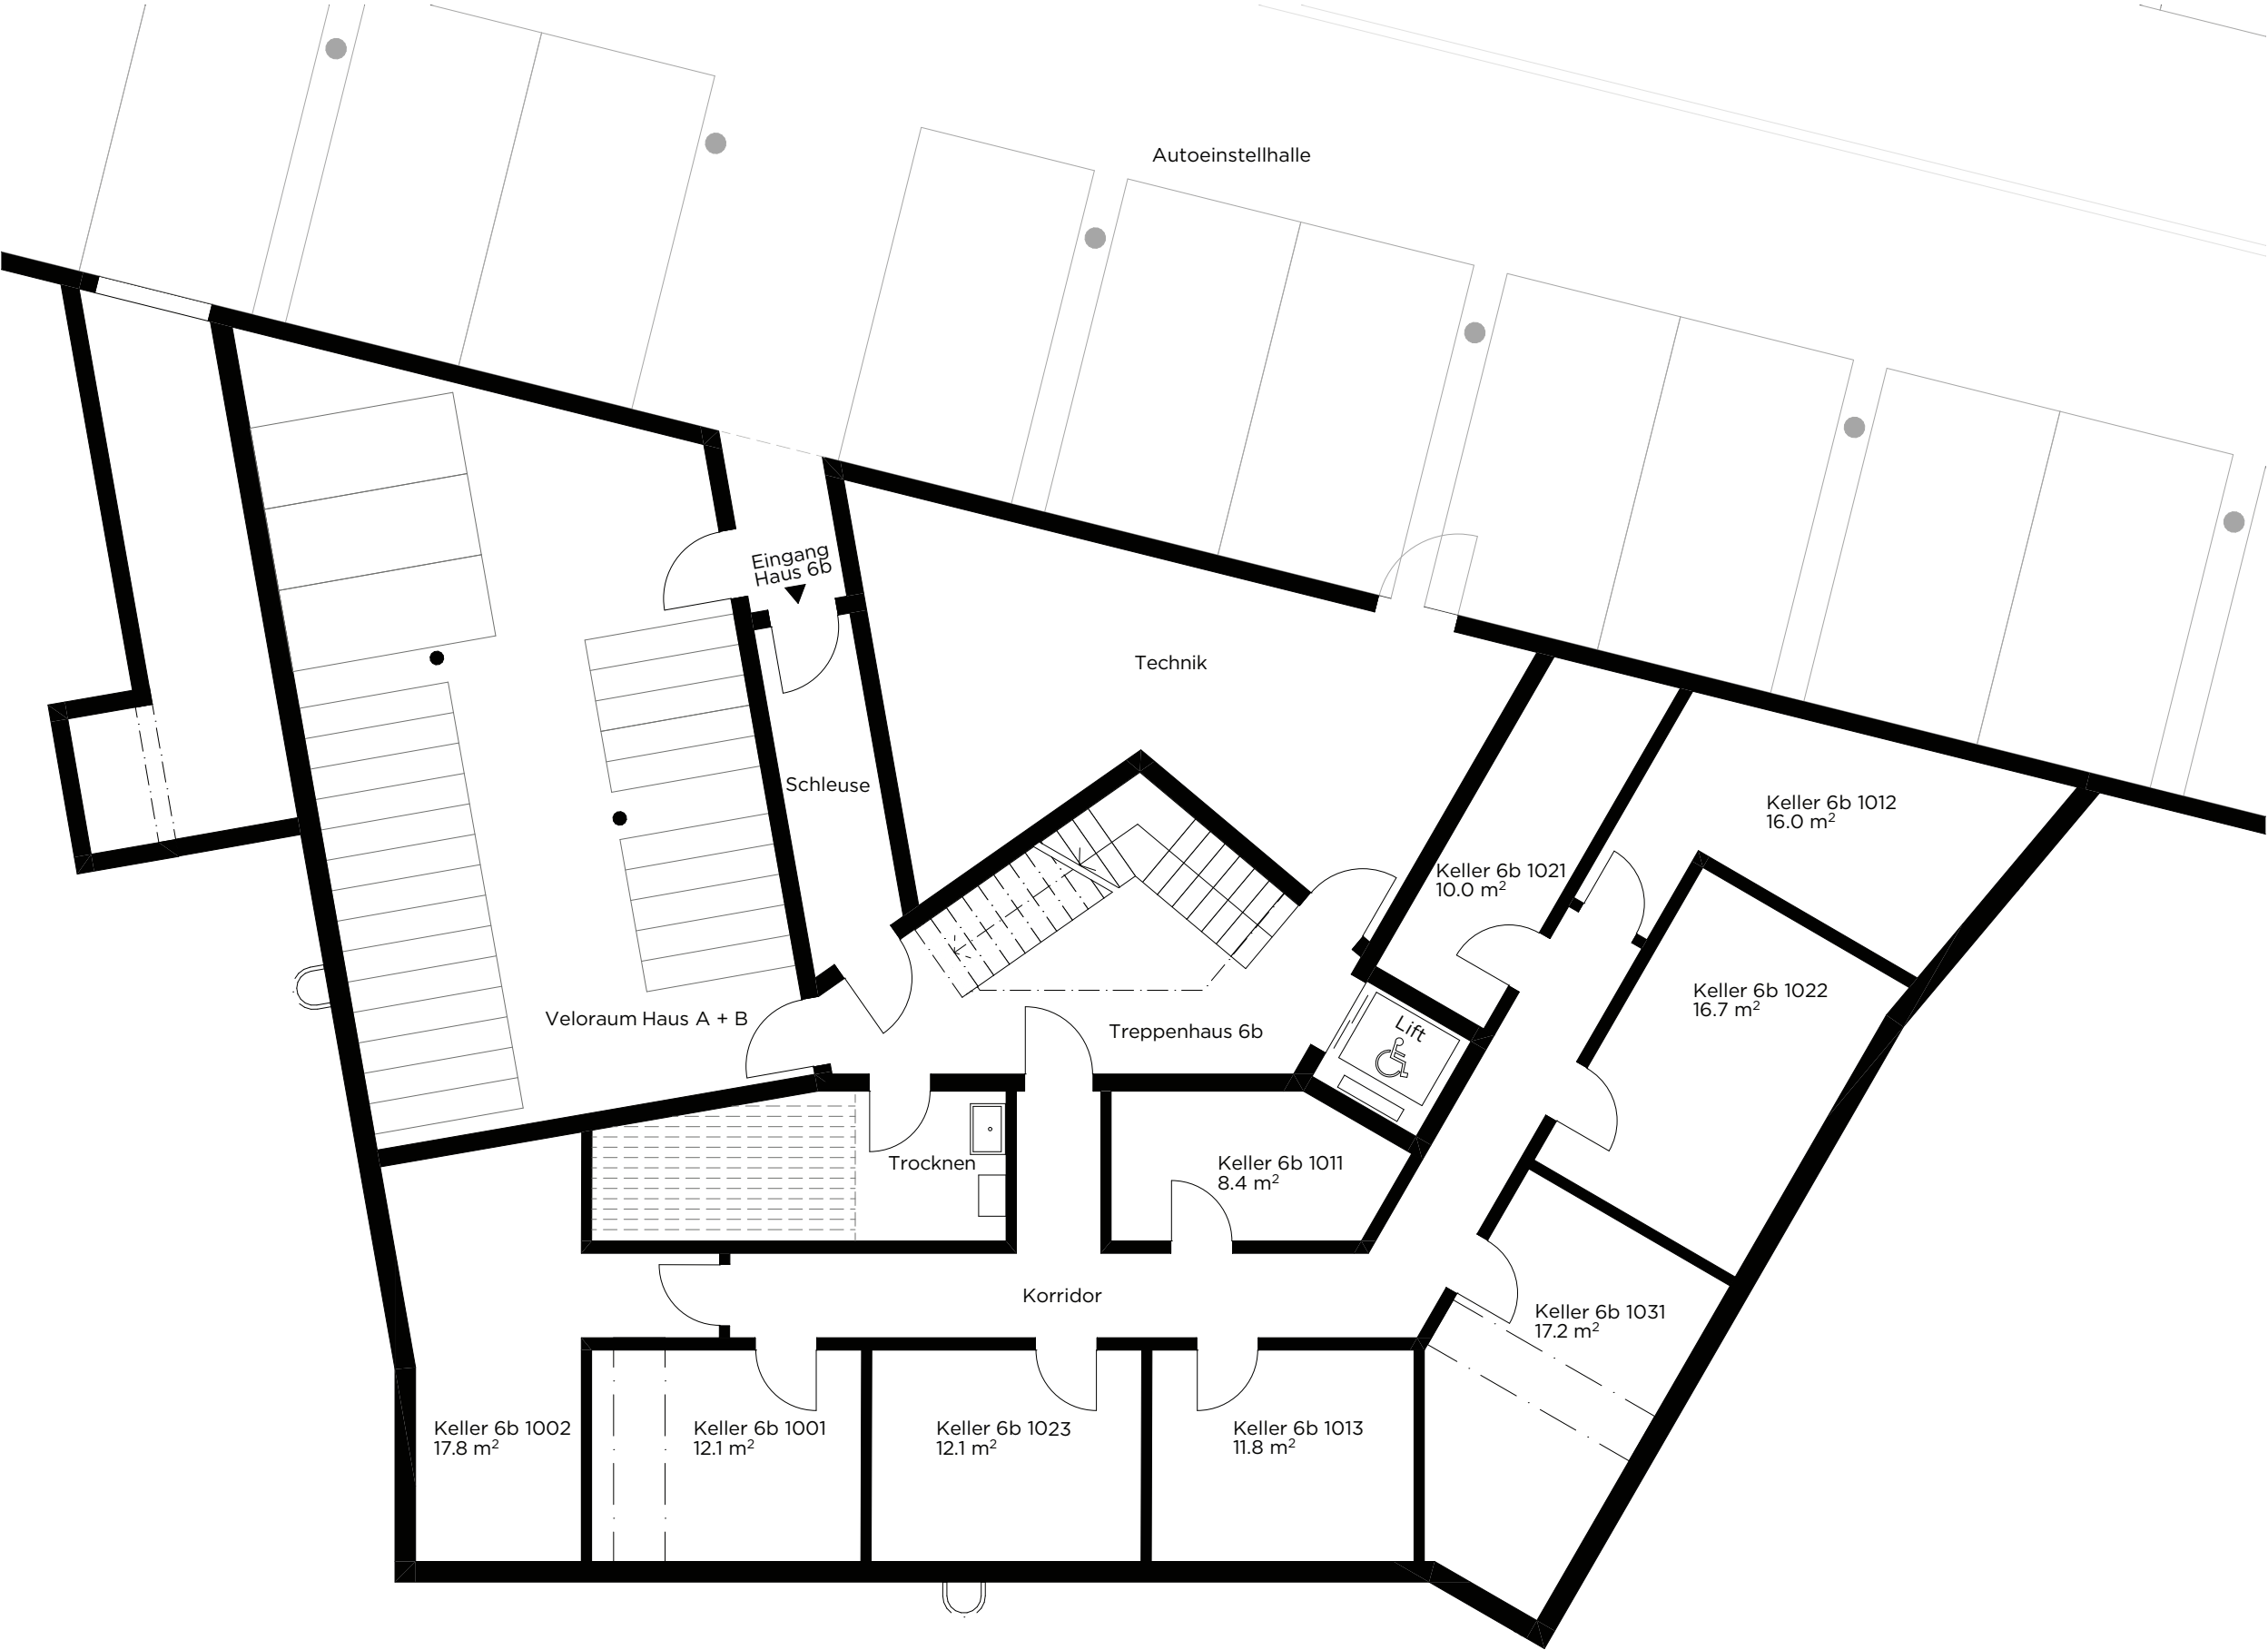 Autoeinstellhalle
Eingang
Haus 6b
Technik
Schleuse
Keller 6b 1012
16.0 m²
Keller 6b 1021
10.0 m²
Keller 6b 1022
16.7 m²
Veloraum Haus A + B
Treppenhaus 6b
Lift
Trocknen
Keller 6b 1011
8.4 m²
Korridor
Keller 6b 1031
17.2 m²
Keller 6b 1002
17.8 m²
Keller 6b 1001
12.1 m²
Keller 6b 1023
12.1 m²
Keller 6b 1013
11.8 m²